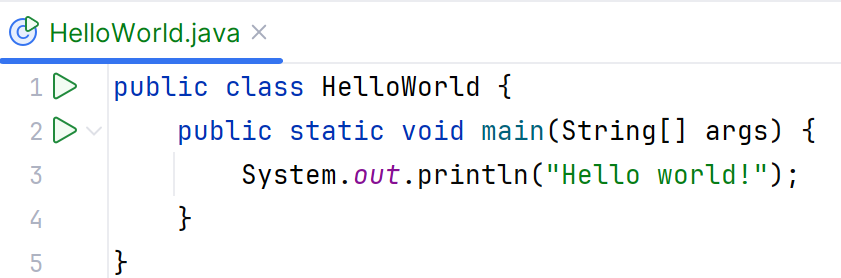 HelloWorld.java
1 public class HelloWorld {
2     public static void main(String[] args) {
3         System.out.println("Hello world!");
4     }
5 }